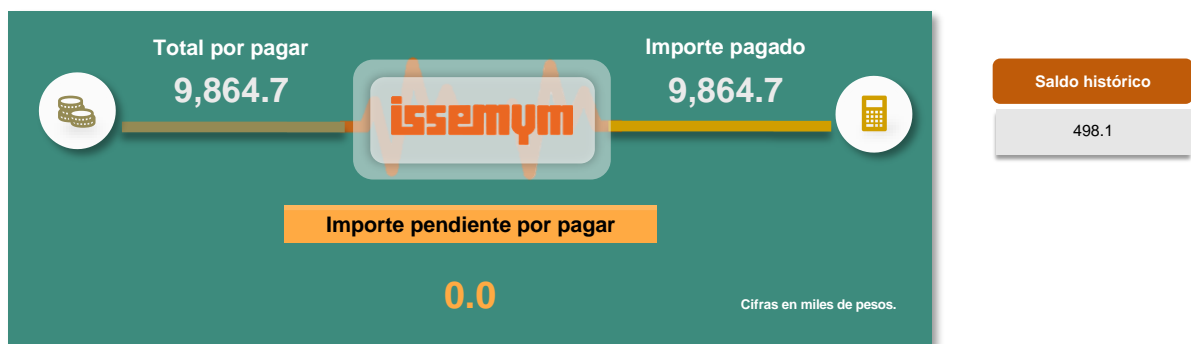 Total por pagar
9,864.7
issemym
Importe pagado
9,864.7
Importe pendiente por pagar
0.0
Cifras en miles de pesos.
Saldo histórico
498.1